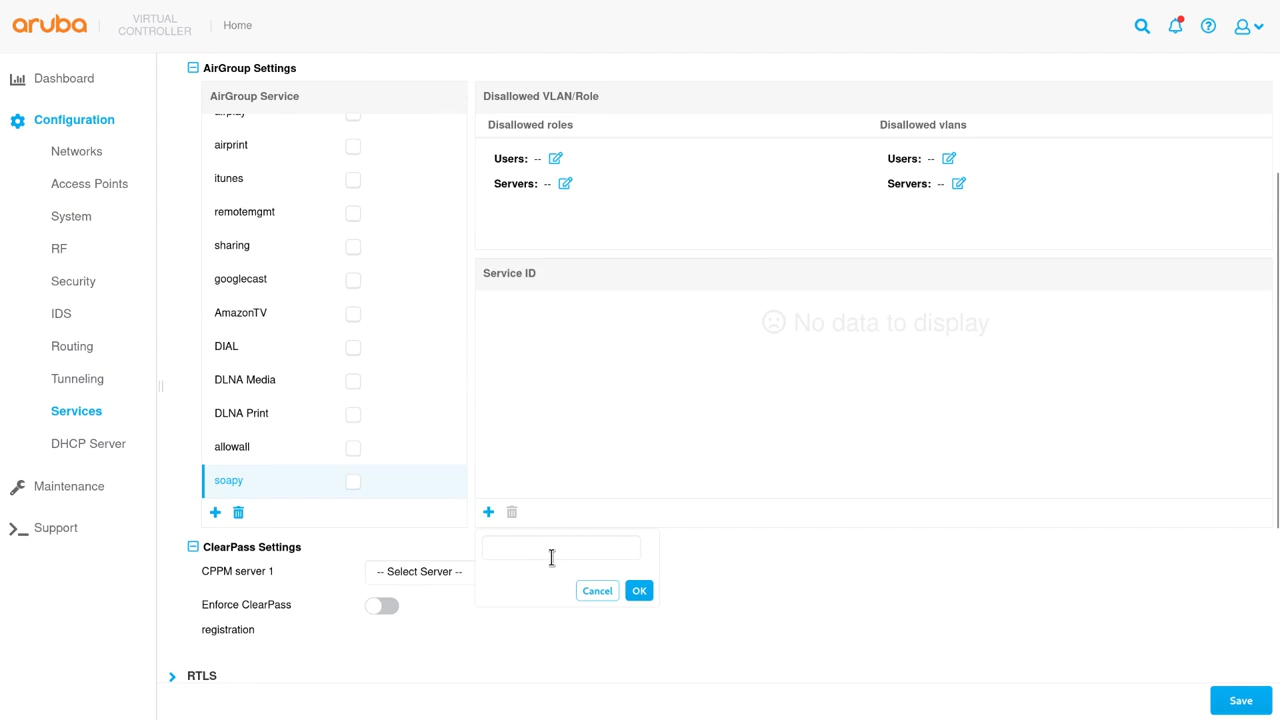 aruba
VIRTUAL
CONTROLLER
Home
Dashboard
Configuration
Networks
Access Points
System
RF
Security
IDS
Routing
Tunneling
Services
DHCP Server
Maintenance
Support
AirGroup Settings
AirGroup Service
airplay
airprint
itunes
remotemgmt
sharing
googlecast
AmazonTV
DIAL
DLNA Media
DLNA Print
allowall
soapy
Disallowed VLAN/Role
Disallowed roles
Disallowed vlans
Users: --
Users: --
Servers: --
Servers: --
Service ID
No data to display
Cancel
OK
ClearPass Settings
CPPM server 1
-- Select Server --
Enforce ClearPass
registration
RTLS
Save